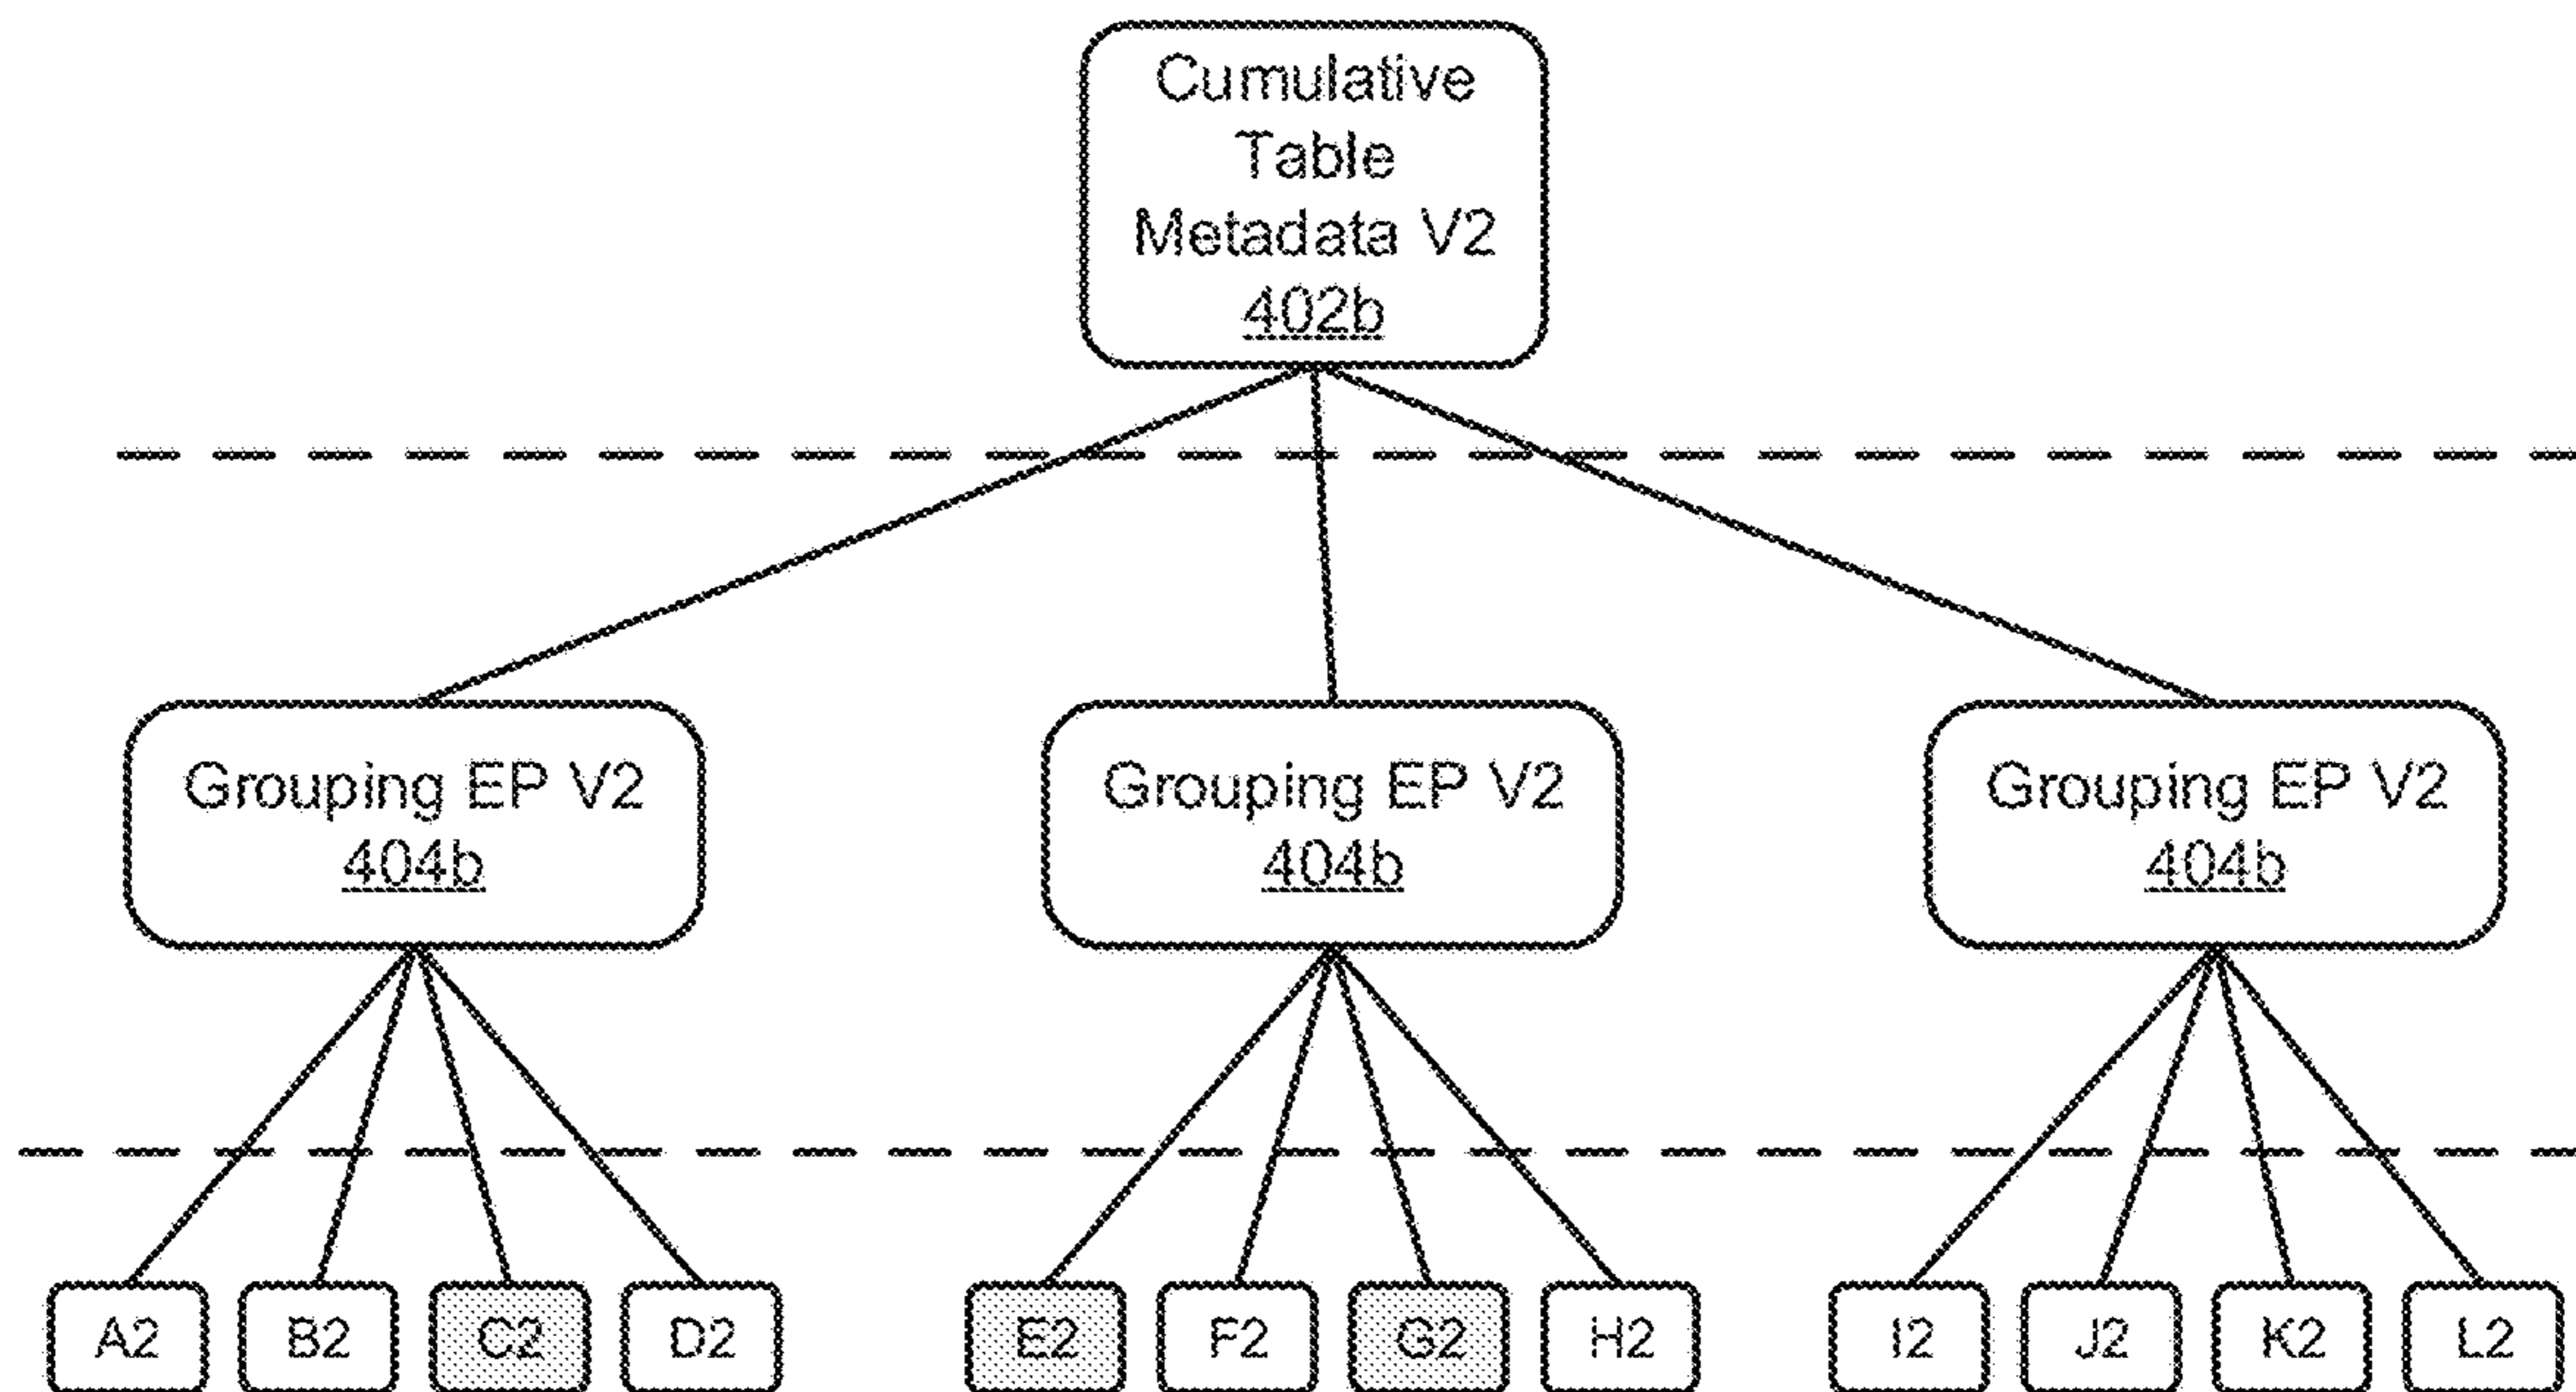 Cumulative
Table
Metadata V2
402b
Grouping EP V2
404b
Grouping EP V2
404b
Grouping EP V2
404b
A2
B2
C2
D2
E2
F2
G2
H2
I2
J2
K2
L2